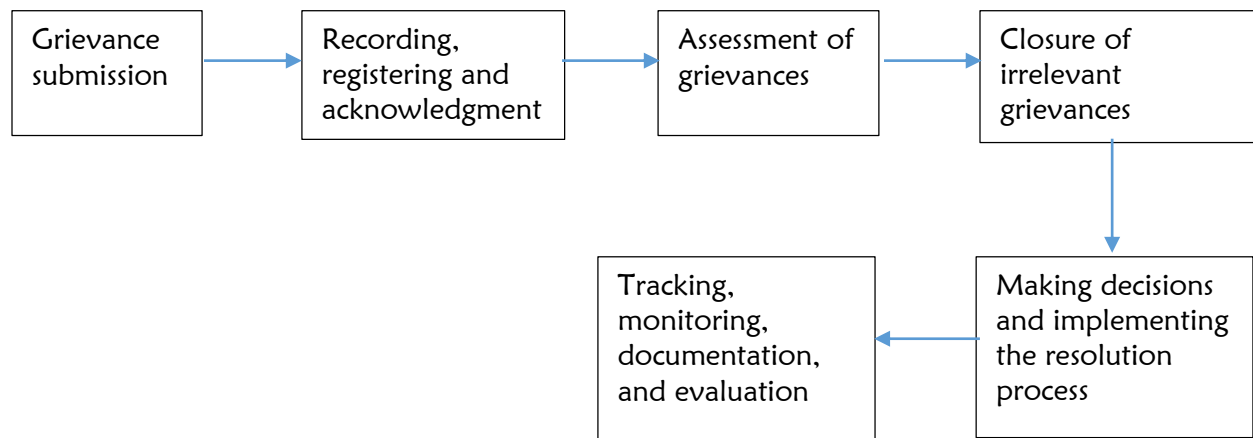 Grievance
submission
Recording,
registering and
acknowledgment
Assessment of
grievances
Closure of
irrelevant
grievances
Making decisions
and implementing
the resolution
process
Tracking,
monitoring,
documentation,
and evaluation